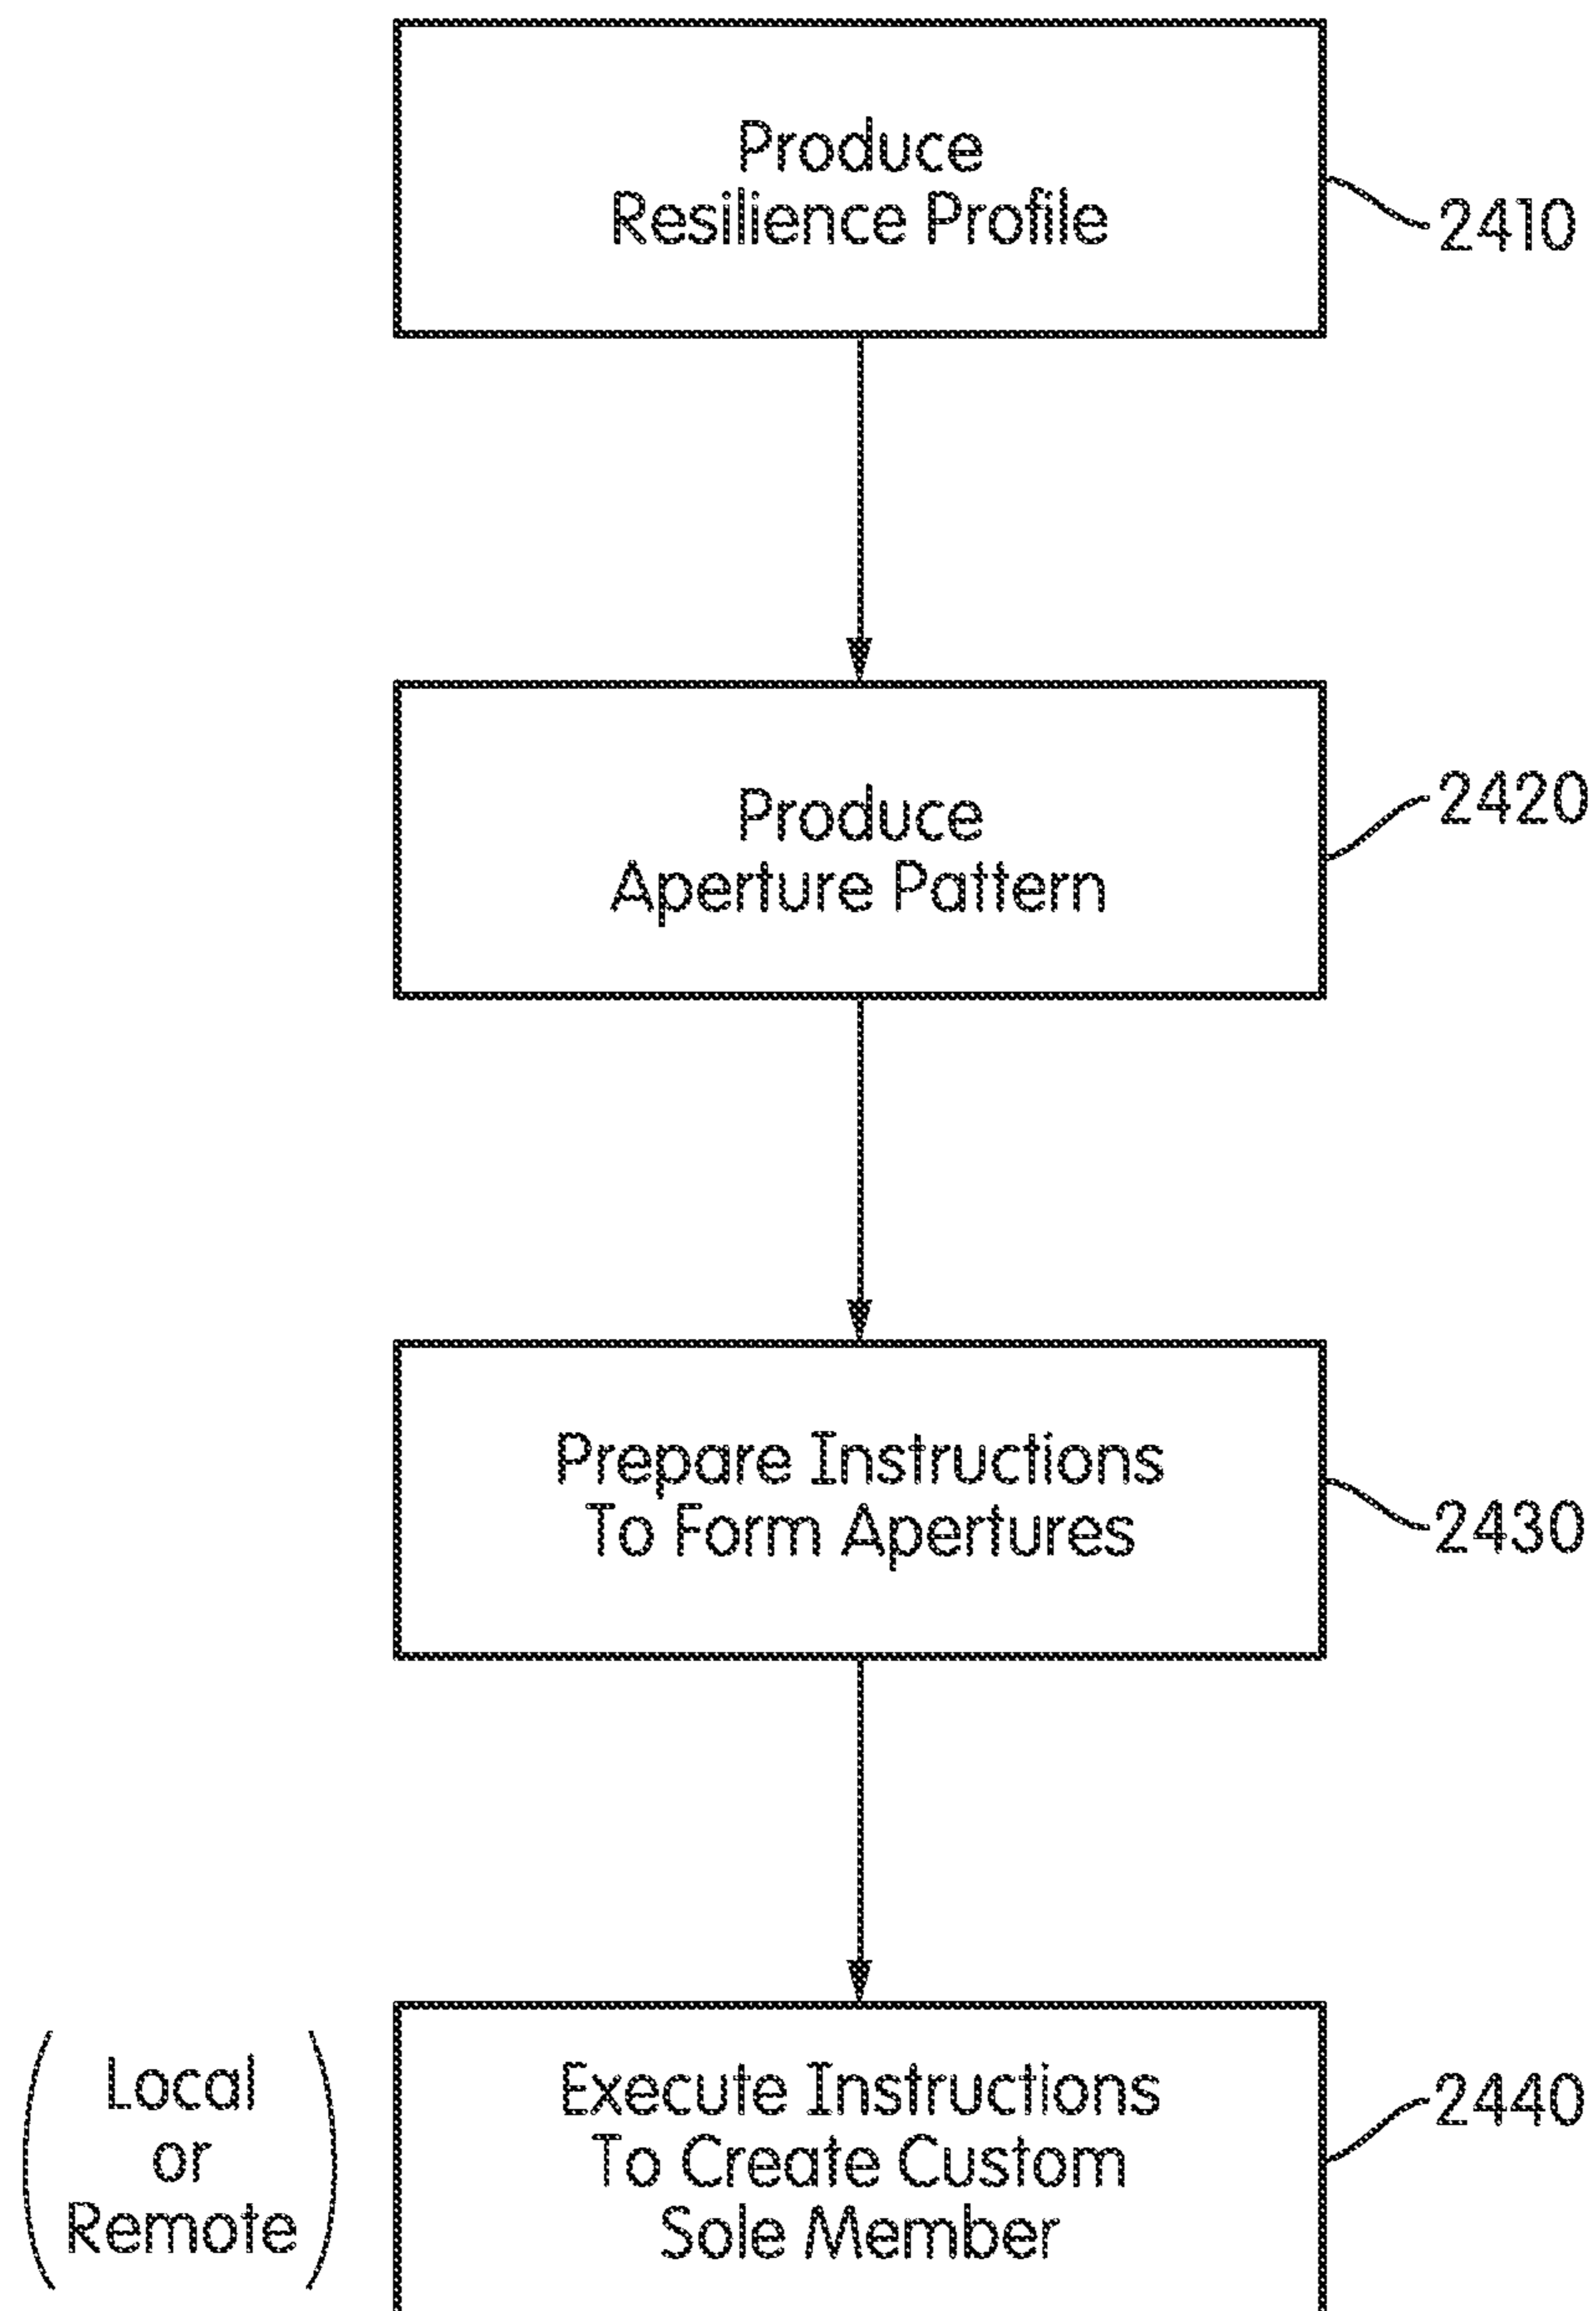 Produce
Resilience Profile
2410
Produce
Aperture Pattern
2420
Prepare Instructions
To Form Apertures
2430
Local
or
Remote
Execute Instructions
To Create Custom
Sole Member
2440